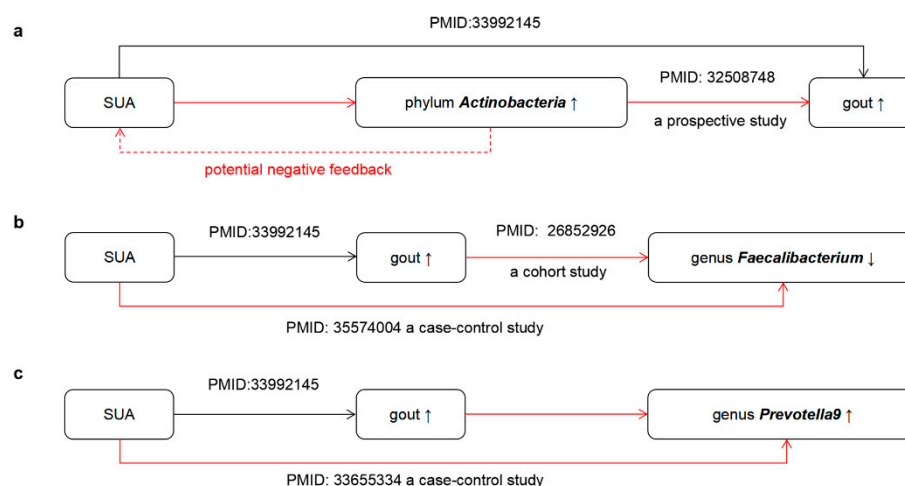 a
PMID:33992145
SUA
phylum Actinobacteria ↑
PMID: 32508748
a prospective study
gout ↑
potential negative feedback
b
PMID:33992145
SUA
gout ↑
PMID: 26852926
a cohort study
genus Faecalibacterium ↓
PMID: 35574004 a case-control study
c
PMID:33992145
SUA
gout ↑
genus Prevotella9 ↑
PMID: 33655334 a case-control study